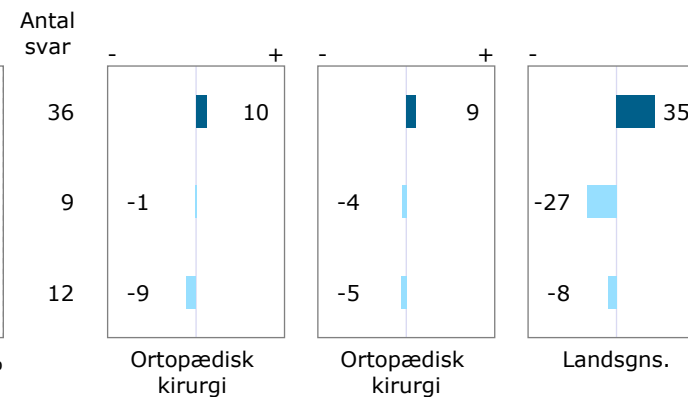 Antal
svar
- + - + -
36 10 9 35
9 -1 -4 -27
12 -9 -5 -8
Ortopædisk Ortopædisk Landsgns.
kirurgi kirurgi